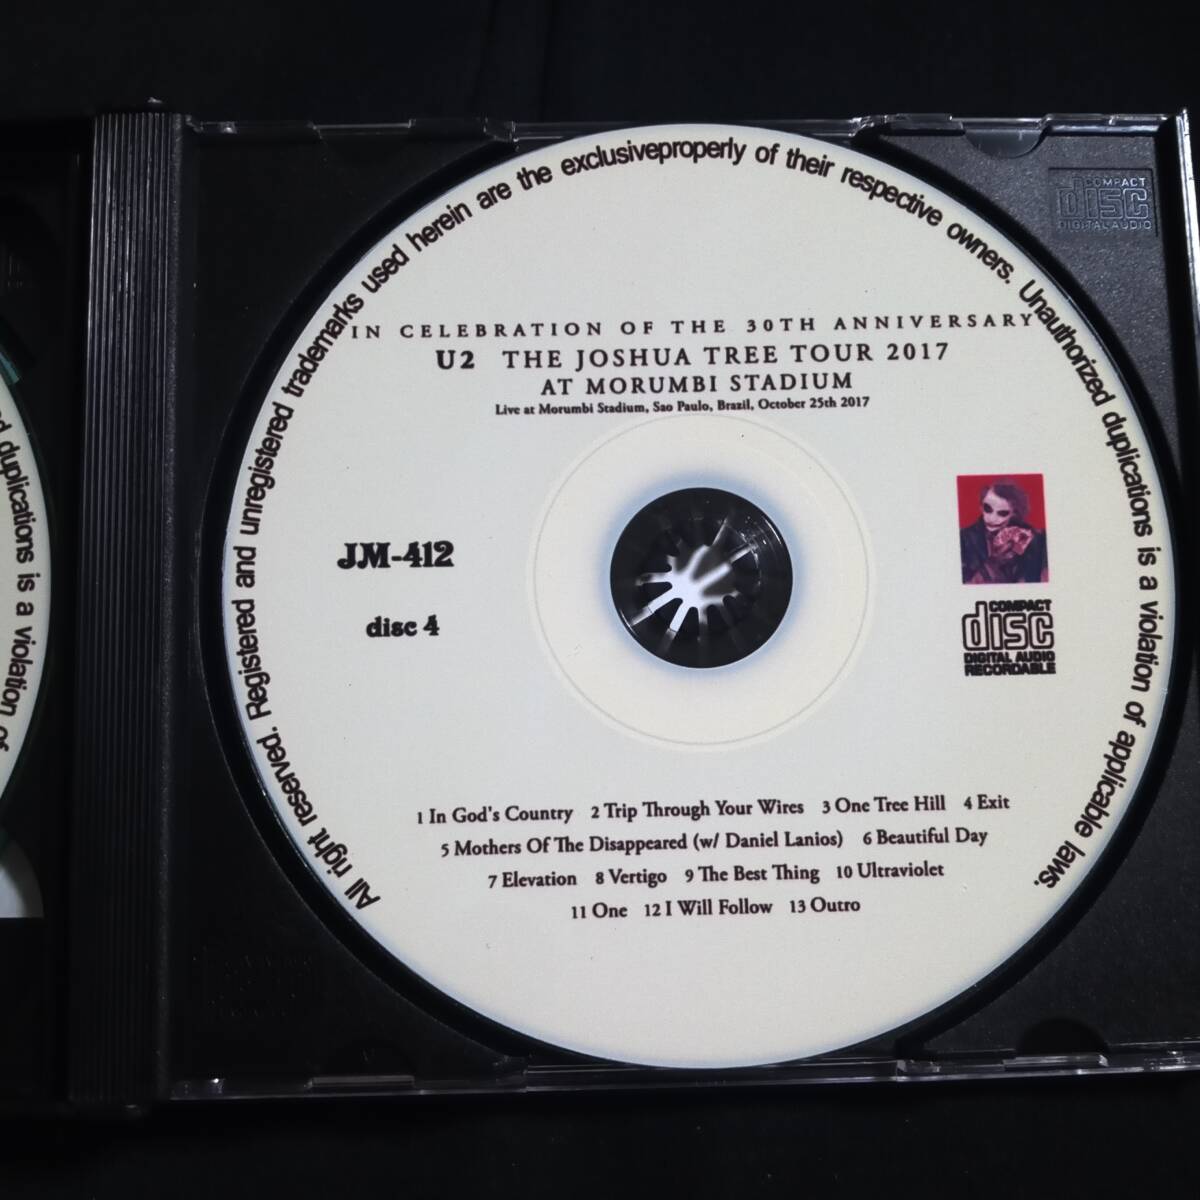 All right reserved. Registered and unregistered trademarks used herein are the exclusiveproperly of their respective owners. Unauthorized duplications is a violation of applicable laws.
IN CELEBRATION OF THE 30TH ANNIVERSARY
U2 THE JOSHUA TREE TOUR 2017
AT MORUMBI STADIUM
Live at Morumbi Stadium, Sao Paulo, Brazil, October 25th 2017
JM-412
disc 4
COMPACT
disc
DIGITAL AUDIO
RECORDABLE
1 In God's Country 2 Trip Through Your Wires 3 One Tree Hill 4 Exit
5 Mothers Of The Disappeared (w/ Daniel Lanios) 6 Beautiful Day
7 Elevation 8 Vertigo 9 The Best Thing 10 Ultraviolet
11 One 12 I Will Follow 13 Outro
COMPACT
disc
DIGITAL AUDIO
duplications is a violation of